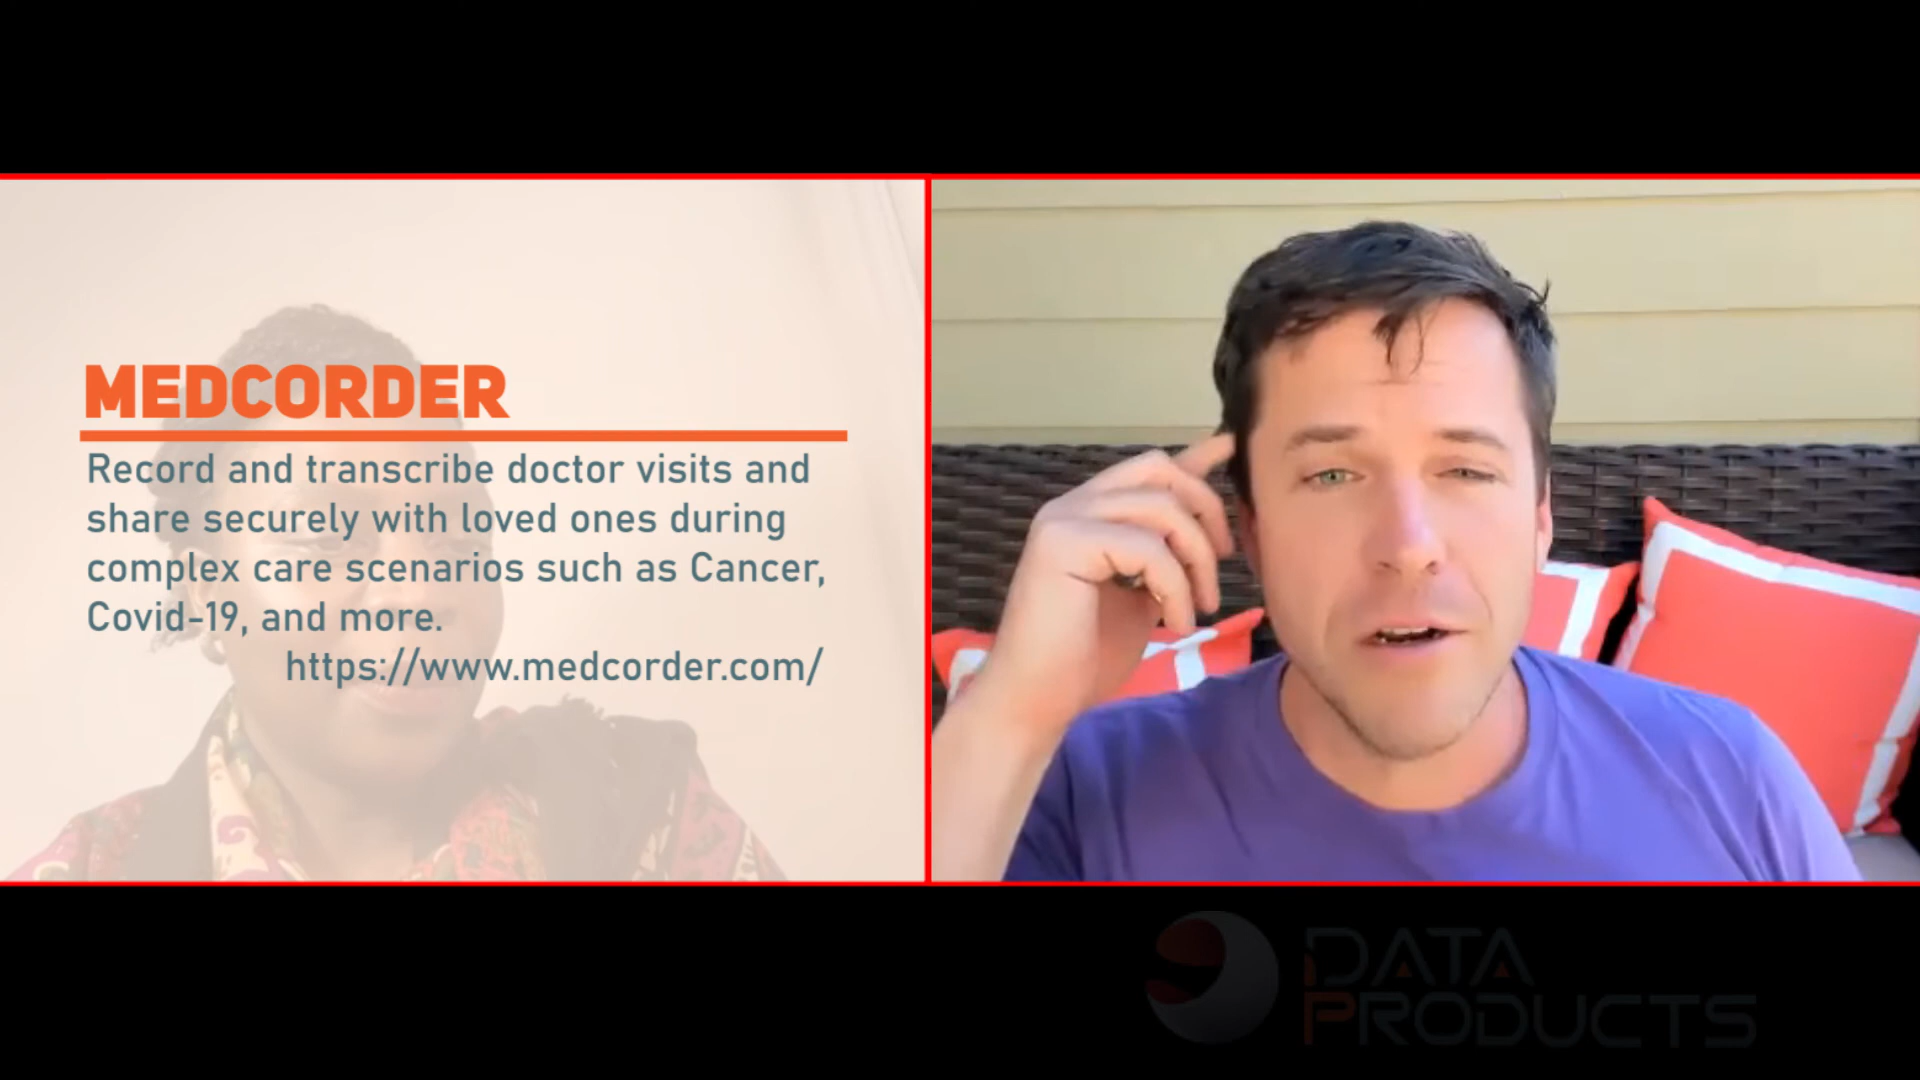 MEDCORDER
Record and transcribe doctor visits and
share securely with loved ones during
complex care scenarios such as Cancer,
Covid-19, and more.
https://www.medcorder.com/
DATA
PRODUCTS